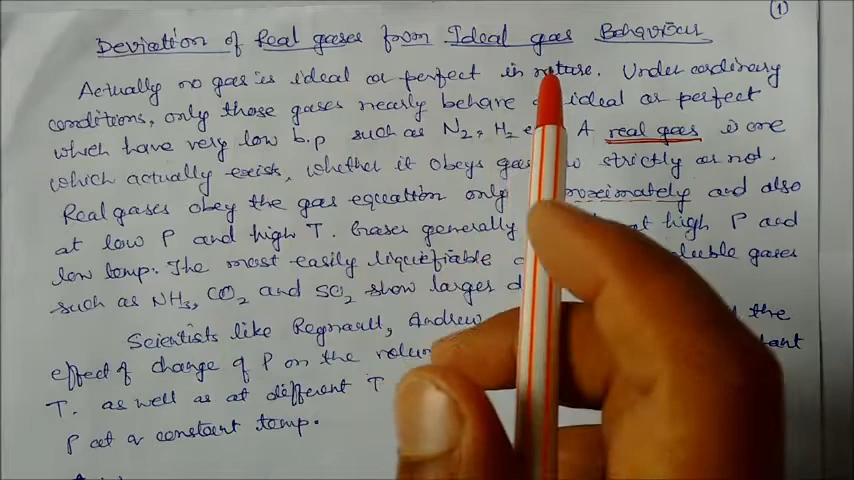 (1)
Deviation of Real gases from Ideal gas Behaviour
Actually no gas is ideal or perfect in nature. Under ordinary
conditions, only those gases nearly behave ideal or perfect
which have very low b.p such as N2, H2 A real gas is one
which actually exists, whether it obeys gas strictly or not.
Real gases obey the gas equation only and also
at low P and high T. Gases generally at high P and
low temp. The most easily liquefiable gases
such as NH3, CO2 and SO2 show larger
Scientists like Regnault, Andrew the
effect of change of P on the
T. as well as at different T
P at a constant temp.